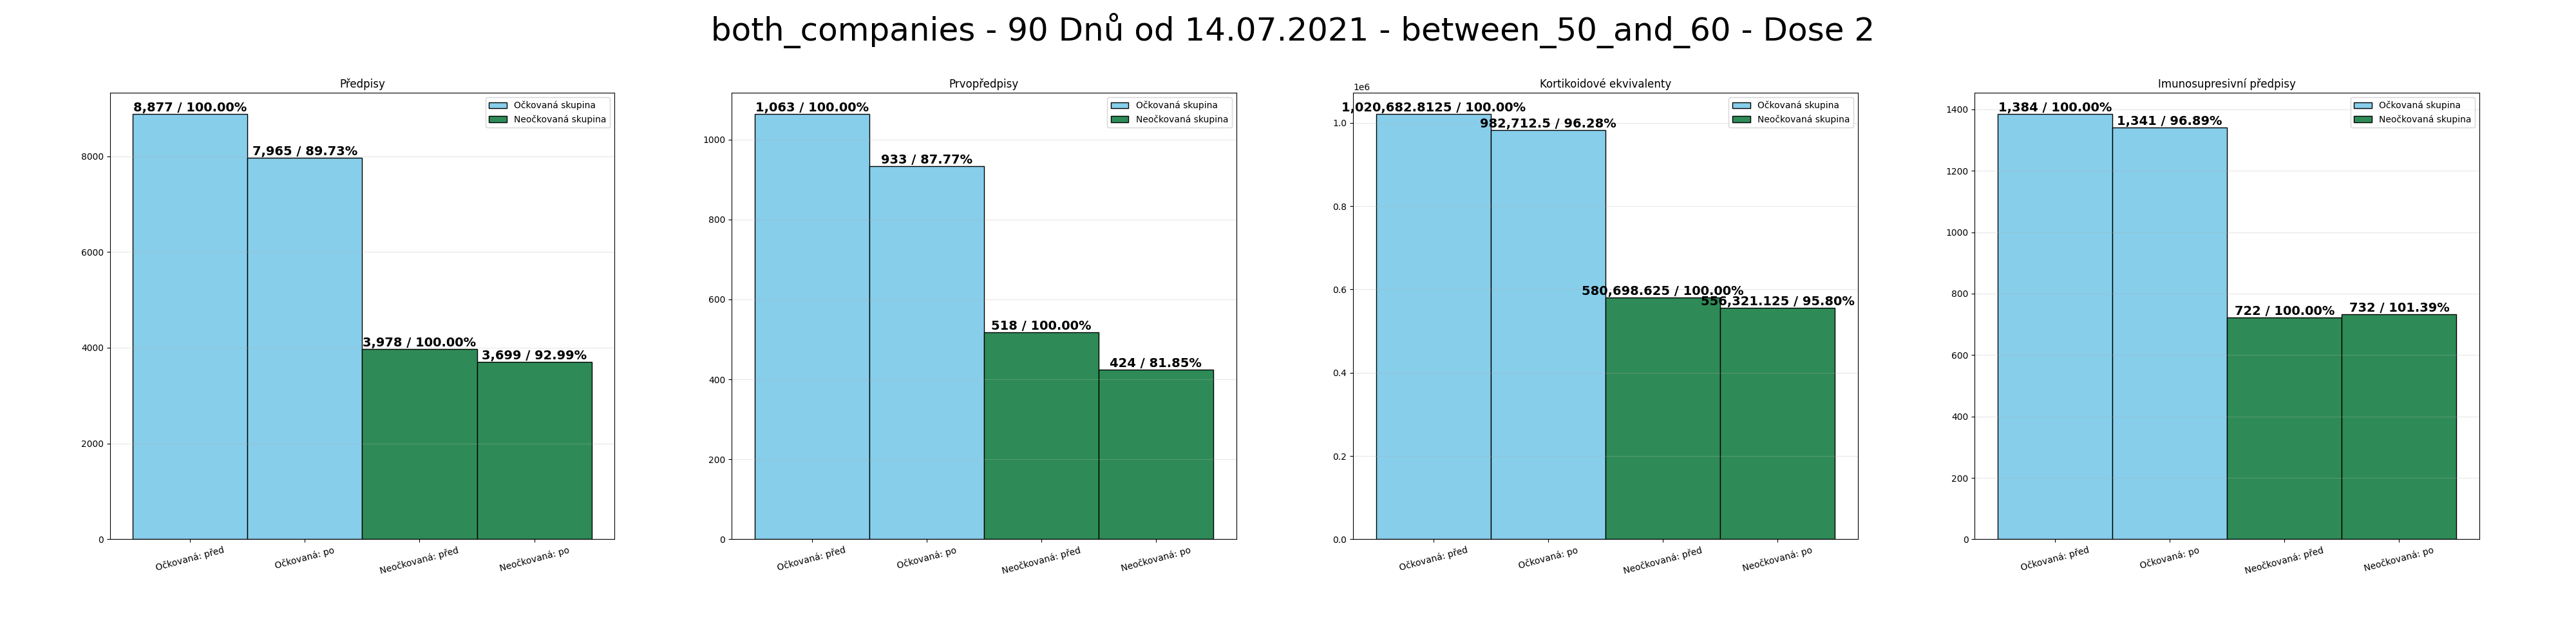 both_companies - 90 Dnů od 14.07.2021 - between_50_and_60 - Dose 2
Předpisy
8,877 / 100.00%
7,965 / 89.73%
3,978 / 100.00%
3,699 / 92.99%
Očkovaná skupina
Neočkovaná skupina
8000
6000
4000
2000
0
Očkovaná: před
Očkovaná: po
Neočkovaná: před
Neočkovaná: po
Prvopředpisy
1,063 / 100.00%
933 / 87.77%
518 / 100.00%
424 / 81.85%
Očkovaná skupina
Neočkovaná skupina
1000
800
600
400
200
0
Očkovaná: před
Očkovaná: po
Neočkovaná: před
Neočkovaná: po
Kortikoidové ekvivalenty
1e6
1,020,682.8125 / 100.00%
982,712.5 / 96.28%
580,698.625 / 100.00%
556,321.125 / 95.80%
Očkovaná skupina
Neočkovaná skupina
1.0
0.8
0.6
0.4
0.2
0.0
Očkovaná: před
Očkovaná: po
Neočkovaná: před
Neočkovaná: po
Imunosupresivní předpisy
1,384 / 100.00%
1,341 / 96.89%
722 / 100.00%
732 / 101.39%
Očkovaná skupina
Neočkovaná skupina
1400
1200
1000
800
600
400
200
0
Očkovaná: před
Očkovaná: po
Neočkovaná: před
Neočkovaná: po